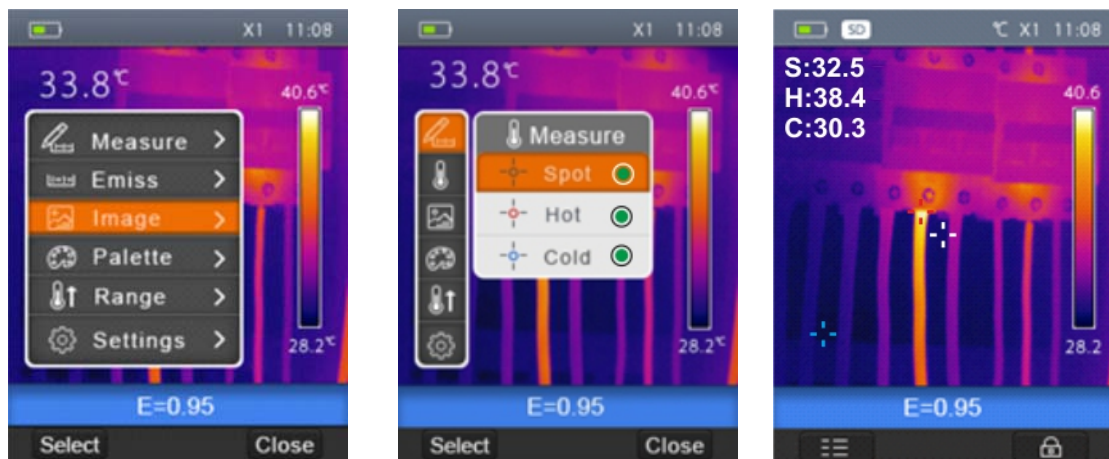 X1 11:08
33.8℃
40.6℃
Measure
Emiss
Image
Palette
Range
Settings
28.2℃
E=0.95
Select Close
X1 11:08
33.8℃
40.6℃
Measure
Spot
Hot
Cold
28.2℃
E=0.95
Select Close
SD ℃ X1 11:08
S:32.5
H:38.4
C:30.3
40.6
28.2
E=0.95